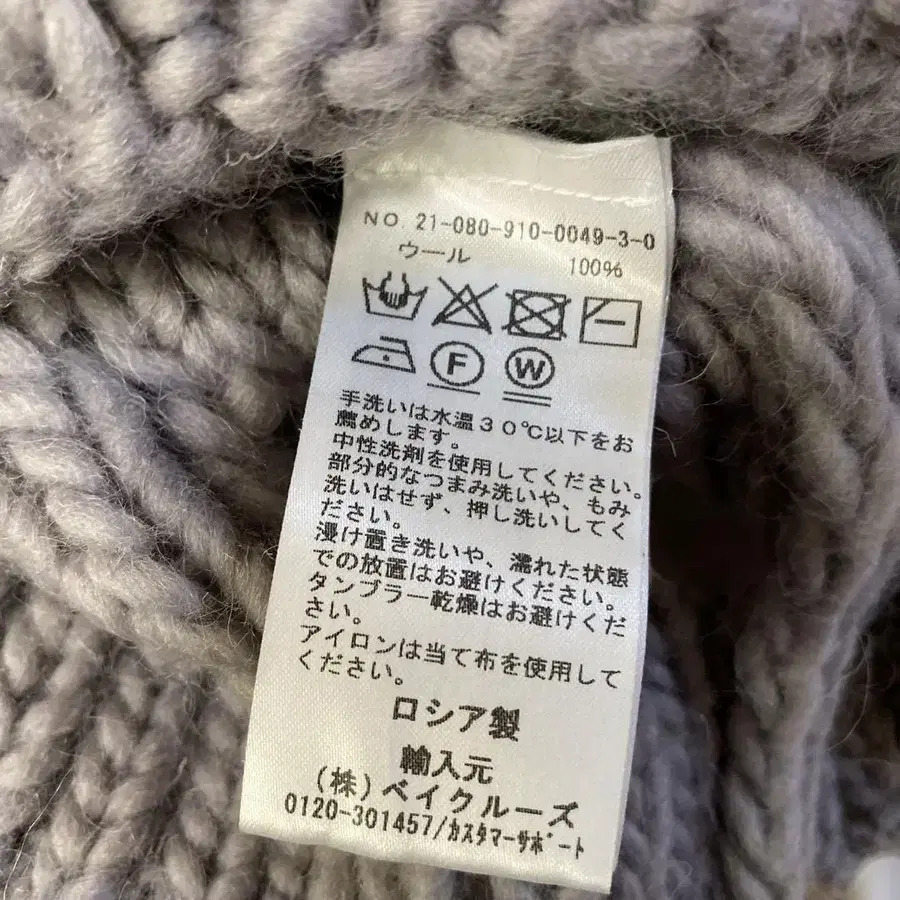 NO. 21-080-910-0049-3-0
ウール 100%
F W
手洗いは水温30℃以下をお
薦めします。
中性洗剤を使用してください。
部分的なつまみ洗いや、もみ
洗いはせず、押し洗いしてく
ださい。
浸け置き洗いや、濡れた状態
での放置はお避けください。
タンブラー乾燥はお避けくだ
さい。
アイロンは当て布を使用して
ください。
ロシア製
輸入元
(株)ベイクルーズ
0120-301457/カスタマーサポート